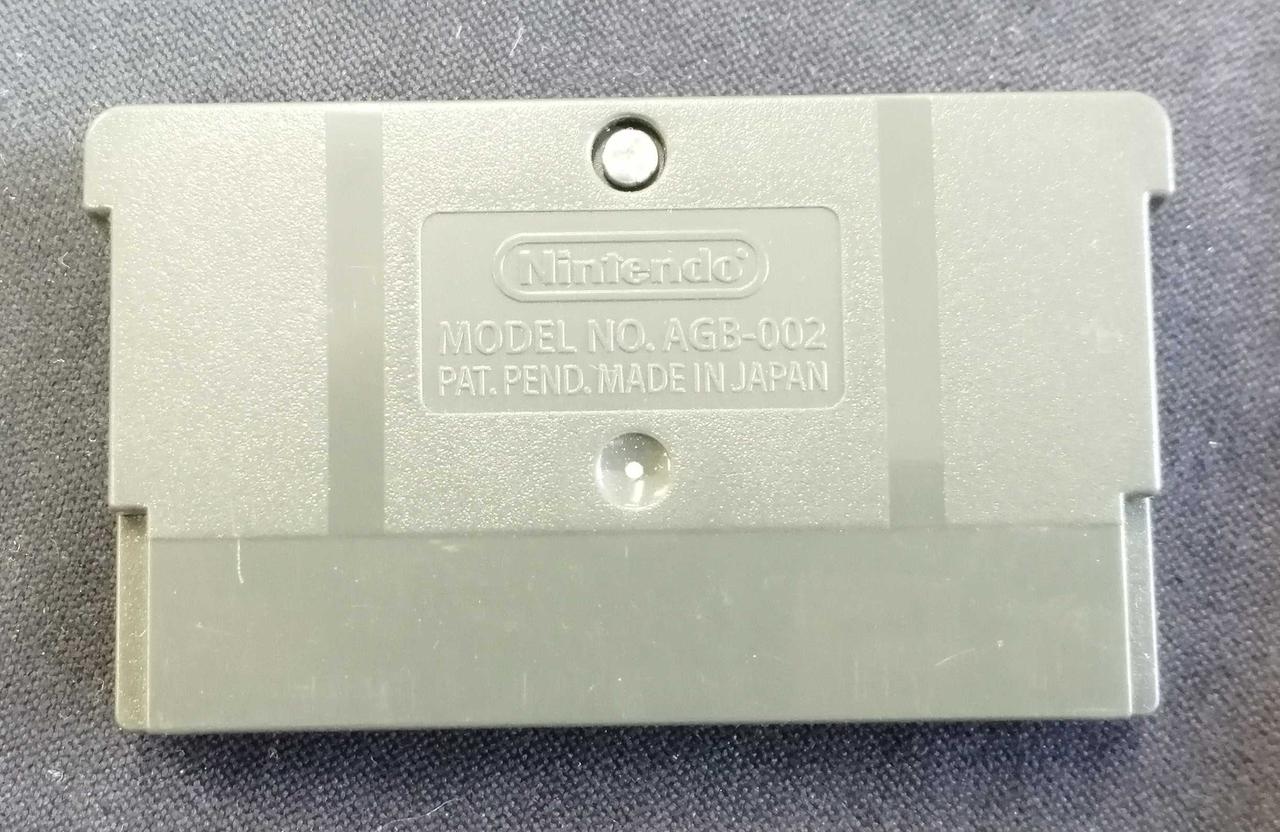 Nintendo®
MODEL NO. AGB-002
PAT. PEND. MADE IN JAPAN